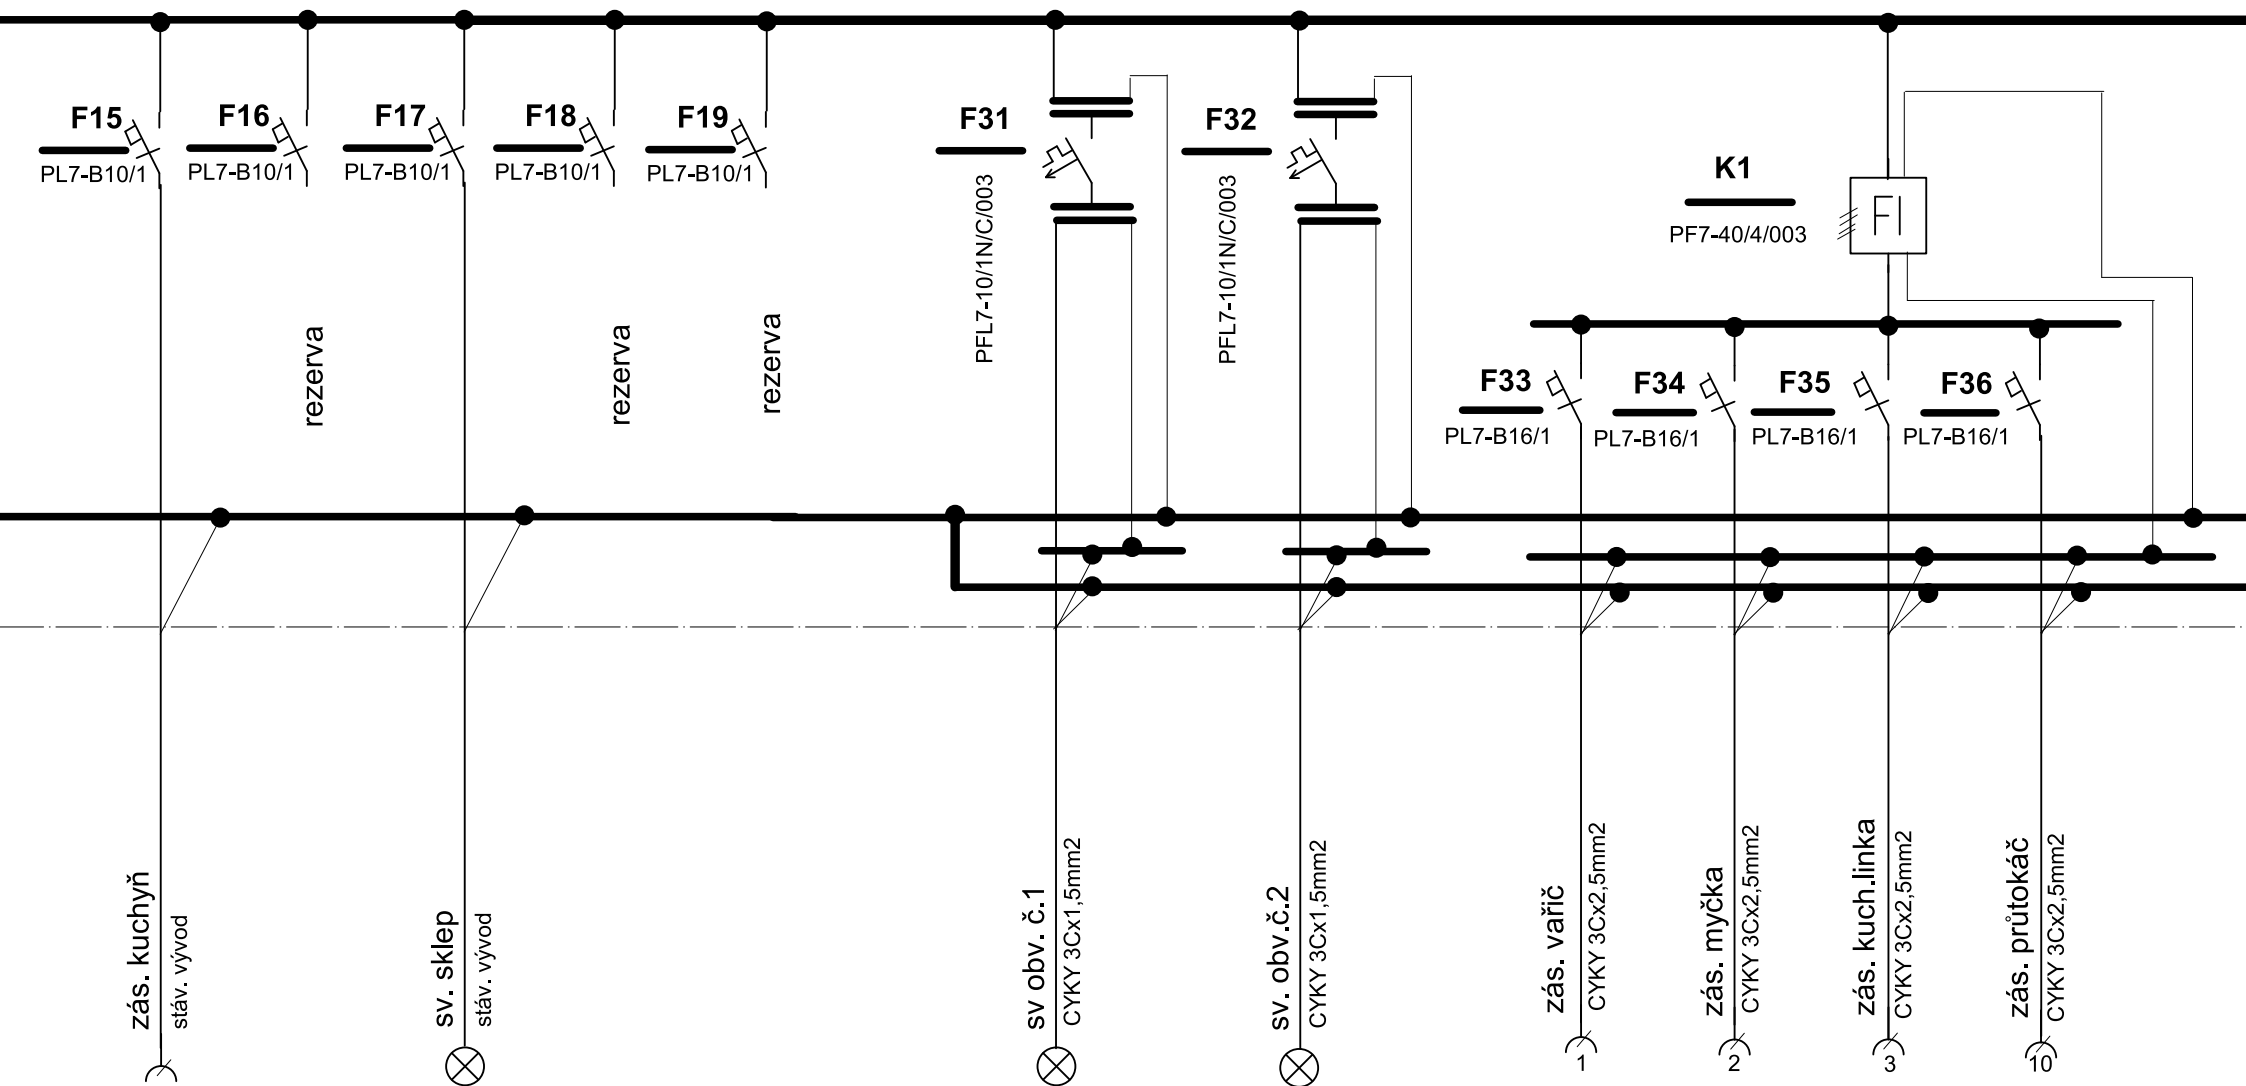 F15
PL7-B10/1
F16
PL7-B10/1
rezerva
F17
PL7-B10/1
F18
PL7-B10/1
rezerva
F19
PL7-B10/1
rezerva
F31
PFL7-10/1N/C/003
F32
PFL7-10/1N/C/003
K1
PF7-40/4/003
FI
F33
PL7-B16/1
F34
PL7-B16/1
F35
PL7-B16/1
F36
PL7-B16/1
zás. kuchyň
stáv. vývod
sv. sklep
stáv. vývod
sv obv. č.1
CYKY 3Cx1,5mm2
sv. obv.č.2
CYKY 3Cx1,5mm2
zás. vařič
CYKY 3Cx2,5mm2
1
zás. myčka
CYKY 3Cx2,5mm2
2
zás. kuch.linka
CYKY 3Cx2,5mm2
3
zás. průtokáč
CYKY 3Cx2,5mm2
10